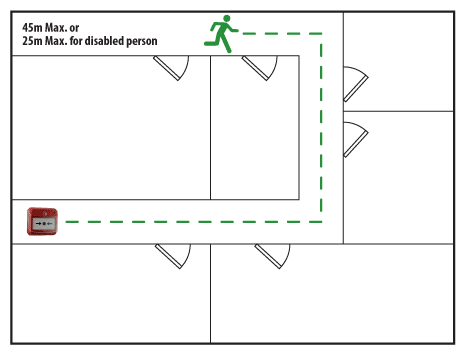 45m Max. or
25m Max. for disabled person